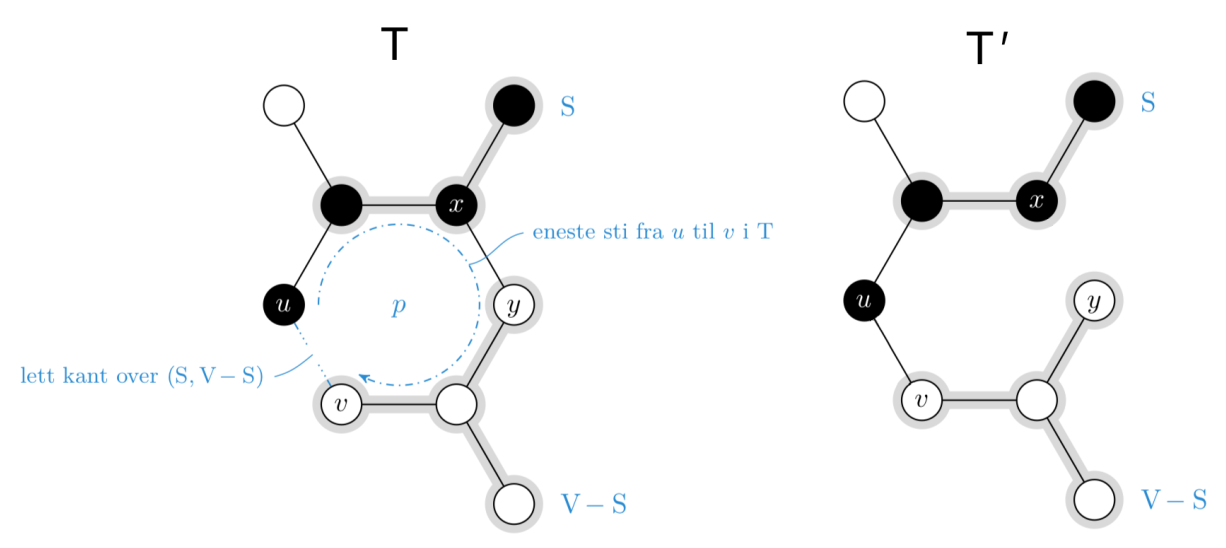 T
T′
S
S
x
x
eneste sti fra u til v i T
u
p
y
u
y
lett kant over (S, V − S)
v
v
V − S
V − S